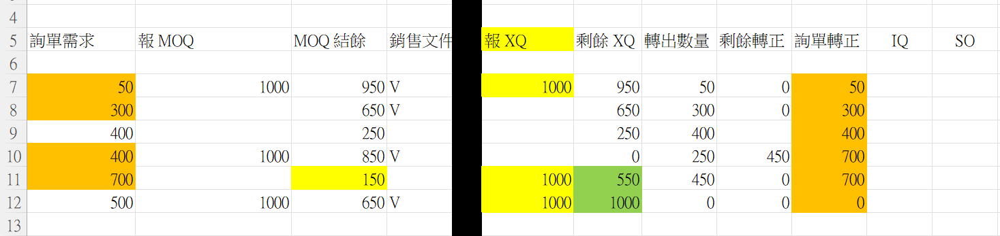 4
5 詢單需求 報 MOQ MOQ 結餘 銷售文件 報 XQ 剩餘 XQ 轉出數量 剩餘轉正 詢單轉正 IQ SO
6
7 50 1000 950 V 1000 950 50 0 50
8 300 650 V 650 300 0 300
9 400 250 250 400 400
10 400 1000 850 V 0 250 450 700
11 700 150 1000 550 450 0 700
12 500 1000 650 V 1000 1000 0 0 0
13